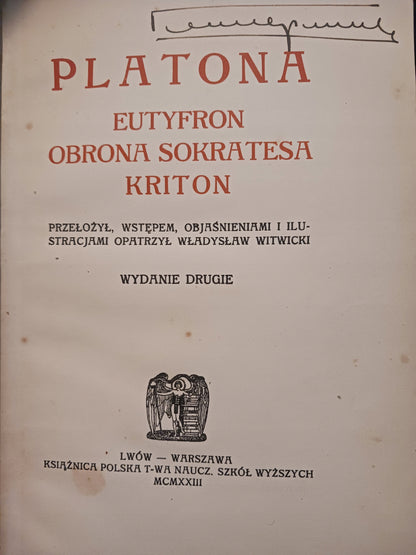 PLATONA
EUTYFRON
OBRONA SOKRATESA
KRITON
PRZEŁOŻYŁ, WSTĘPEM, OBJAŚNIENIAMI I ILU-
STRACJAMI OPATRZYŁ WŁADYSŁAW WITWICKI
WYDANIE DRUGIE
LWÓW — WARSZAWA
KSIĄŻNICA POLSKA T-WA NAUCZ. SZKÓŁ WYŻSZYCH
MCMXXIII